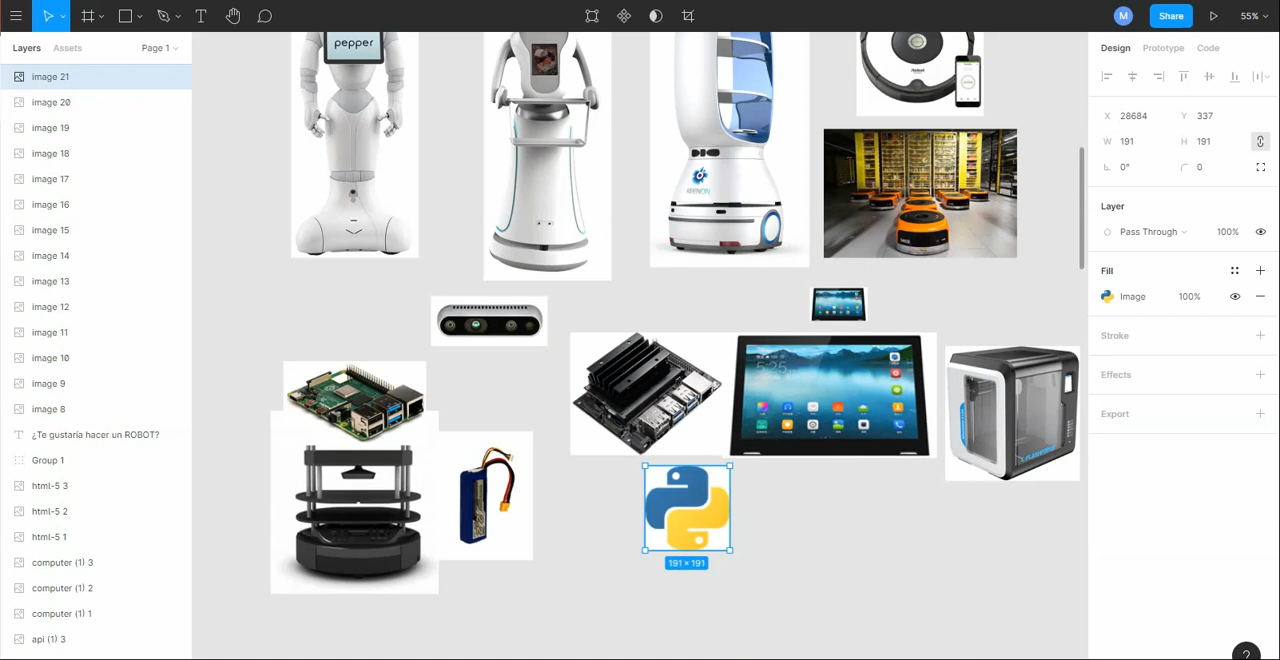 M
Share
55%
Layers
Assets
Page 1
image 21
image 20
image 19
image 18
image 17
image 16
image 15
image 14
image 13
image 12
image 11
image 10
image 9
image 8
¿Te gustaría hacer un ROBOT?
Group 1
html-5 3
html-5 2
html-5 1
computer (1) 3
computer (1) 2
computer (1) 1
api (1) 3
pepper
KEENON
5:25
191 × 191
Design
Prototype
Code
X 28684
Y 337
W 191
H 191
0°
0
Layer
Pass Through
100%
Fill
Image
100%
Stroke
Effects
Export
?